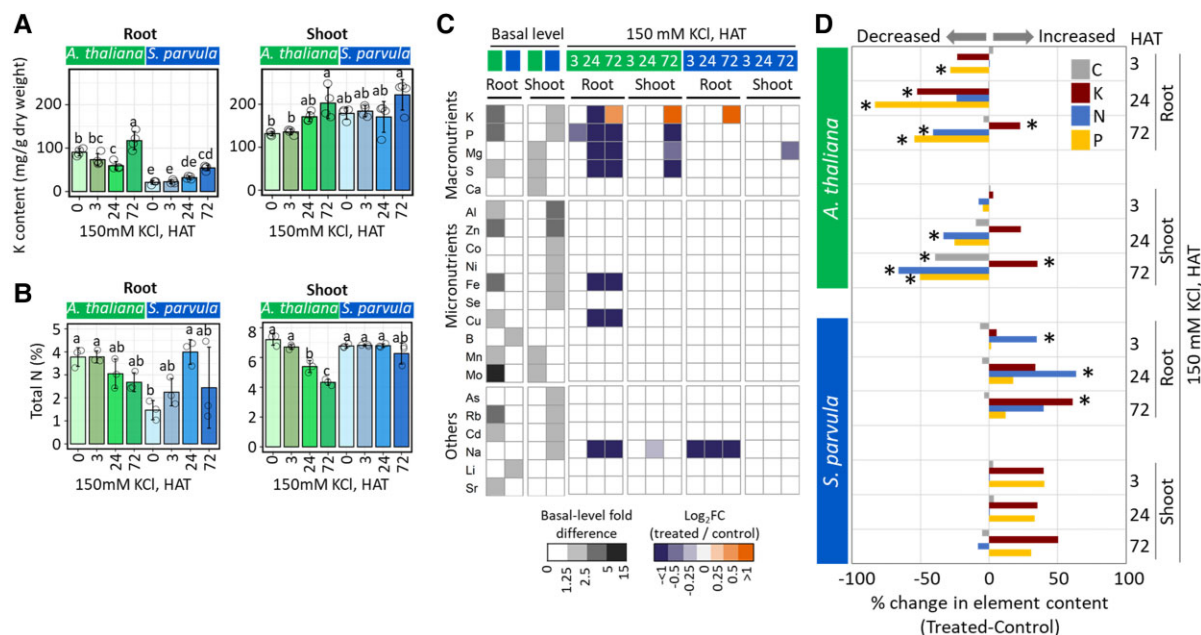 A
Root
Shoot
A. thaliana S. parvula
A. thaliana S. parvula
K content (mg/g dry weight)
200
100
0
b bc c a e e de cd
200
100
0
b b ab a ab ab ab a
0 3 24 72 0 3 24 72
0 3 24 72 0 3 24 72
150mM KCl, HAT
150mM KCl, HAT
B
Root
Shoot
A. thaliana S. parvula
A. thaliana S. parvula
Total N (%)
5
4
3
2
1
0
a a ab ab b ab a ab
8
6
4
2
0
a a b c a a a ab
0 3 24 72 0 3 24 72
0 3 24 72 0 3 24 72
150mM KCl, HAT
150mM KCl, HAT
C
Basal level
150 mM KCl, HAT
3 24 72 3 24 72 3 24 72 3 24 72
Root Shoot Root Shoot Root Shoot
Macronutrients
K
P
Mg
S
Ca
Micronutrients
Al
Zn
Co
Ni
Fe
Se
Cu
B
Mn
Mo
Others
As
Rb
Cd
Na
Li
Sr
Basal-level fold
difference
0 1.25 2.5 5 15
Log2FC
(treated / control)
<-1 -0.5 -0.25 0 0.25 0.5 >1
D
Decreased Increased HAT
A. thaliana
S. parvula
C
K
N
P
* * * * * *
* * * * *
* * *
3
24
72
Root
3
24
72
Shoot
3
24
72
Root
3
24
72
Shoot
150 mM KCl, HAT
-100 -50 0 50 100
% change in element content
(Treated-Control)